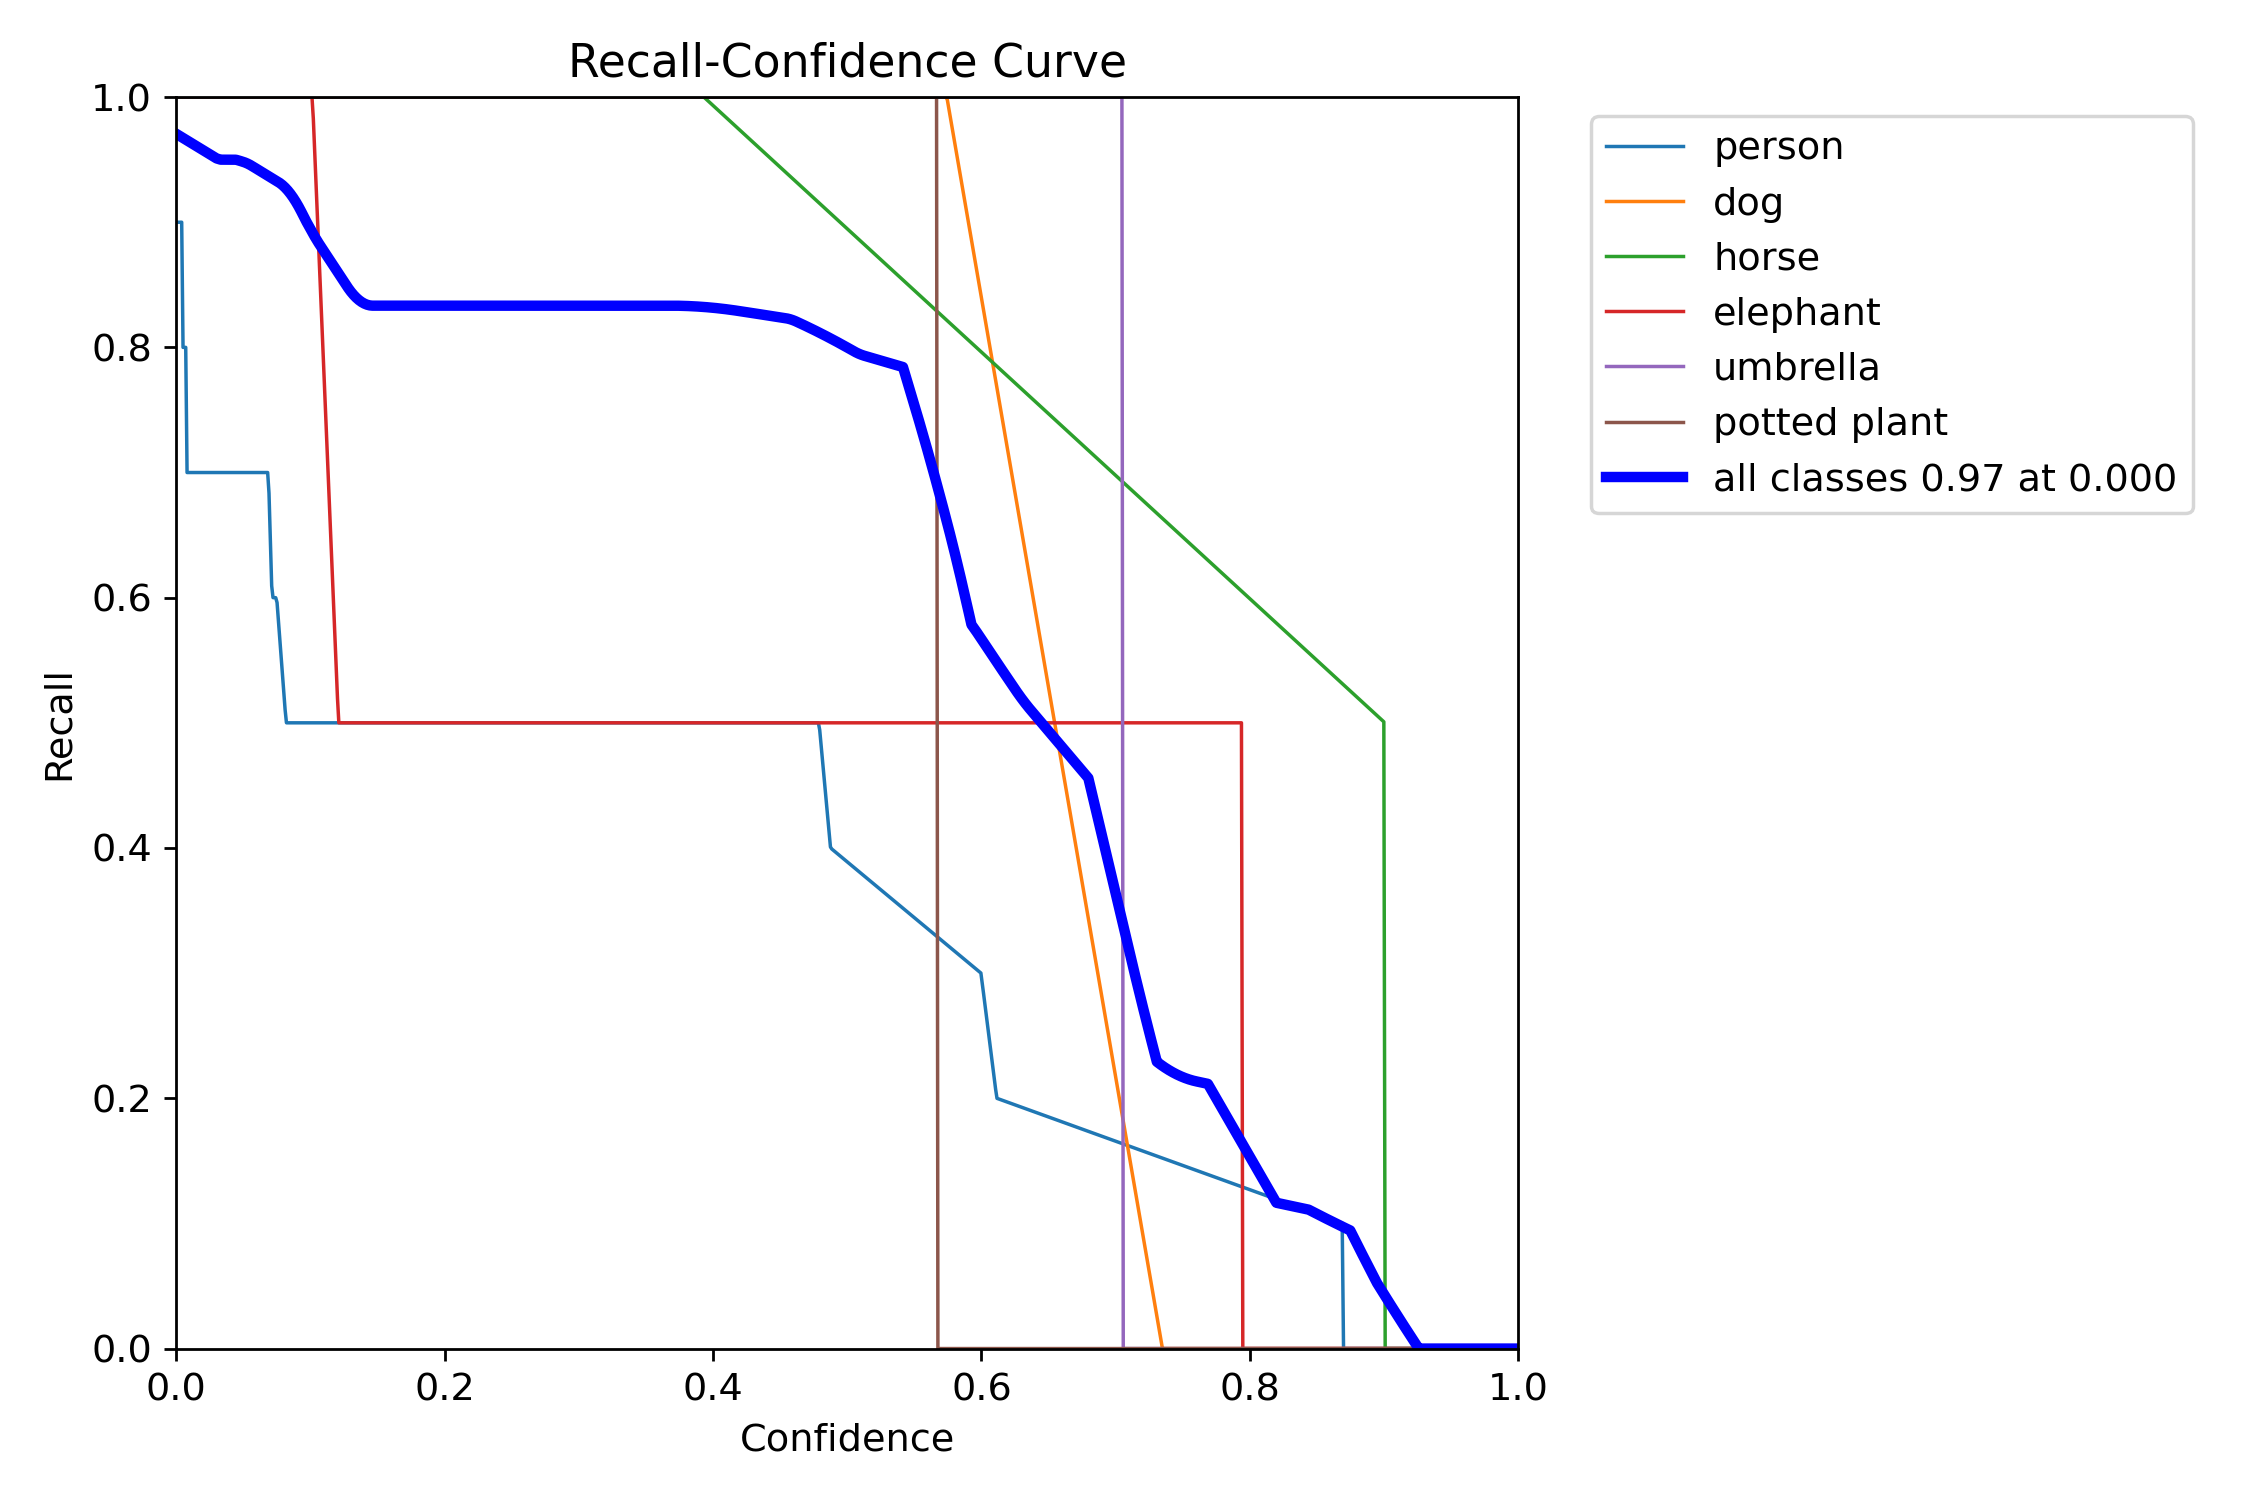 Recall-Confidence Curve
1.0
0.8
0.6
0.4
0.2
0.0
Recall
0.0 0.2 0.4 0.6 0.8 1.0
Confidence
person
dog
horse
elephant
umbrella
potted plant
all classes 0.97 at 0.000